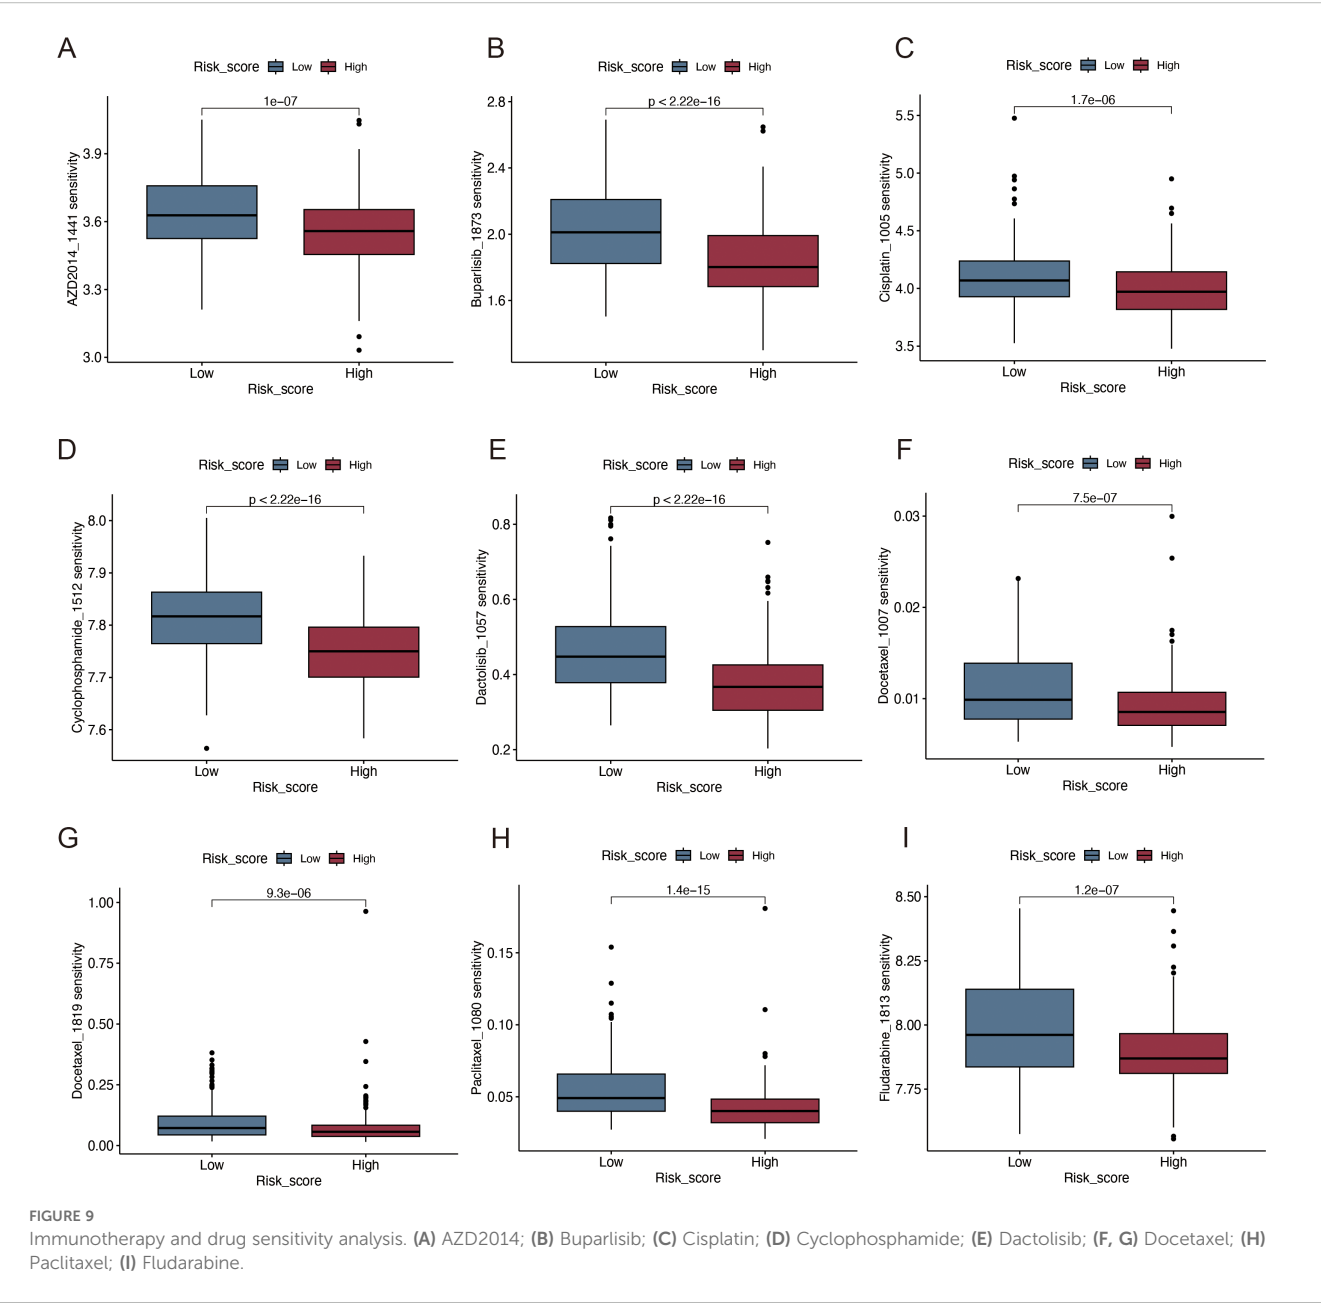 A
Risk_score Low High
1e−07
AZD2014_1441 sensitivity
3.9
3.6
3.3
3.0
Low High
Risk_score
B
Risk_score Low High
p < 2.22e−16
Buparlisib_1873 sensitivity
2.8
2.4
2.0
1.6
Low High
Risk_score
C
Risk_score Low High
1.7e−06
Cisplatin_1005 sensitivity
5.5
5.0
4.5
4.0
3.5
Low High
Risk_score
D
Risk_score Low High
p < 2.22e−16
Cyclophosphamide_1512 sensitivity
8.0
7.9
7.8
7.7
7.6
Low High
Risk_score
E
Risk_score Low High
p < 2.22e−16
Dactolisib_1057 sensitivity
0.8
0.6
0.4
0.2
Low High
Risk_score
F
Risk_score Low High
7.5e−07
Docetaxel_1007 sensitivity
0.03
0.02
0.01
Low High
Risk_score
G
Risk_score Low High
9.3e−06
Docetaxel_1819 sensitivity
1.00
0.75
0.50
0.25
0.00
Low High
Risk_score
H
Risk_score Low High
1.4e−15
Paclitaxel_1080 sensitivity
0.15
0.10
0.05
Low High
Risk_score
I
Risk_score Low High
1.2e−07
Fludarabine_1813 sensitivity
8.50
8.25
8.00
7.75
Low High
Risk_score
FIGURE 9
Immunotherapy and drug sensitivity analysis. (A) AZD2014; (B) Buparlisib; (C) Cisplatin; (D) Cyclophosphamide; (E) Dactolisib; (F, G) Docetaxel; (H)
Paclitaxel; (I) Fludarabine.